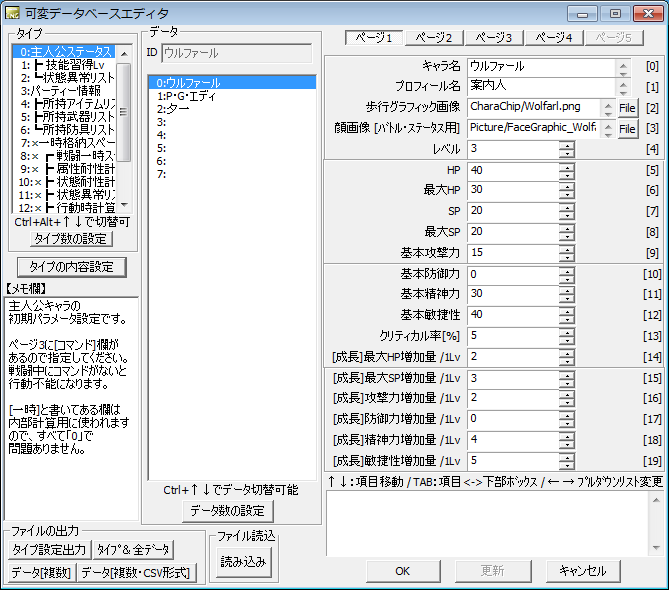 可変データベースエディタ
タイプ
0:主人公ステータス
1:┣ 技能習得Lv
2:┗状態異常リスト
3:パーティー情報
4:┣所持アイテムリ
5:┣所持武器リスト
6:┗所持防具リスト
7:×一時格納スペー
8:× ┏ 戦闘一時ス
9:× ┣ 属性耐性計
10:× ┣ 状態耐性計
11:× ┣ 状態異常リ
12:× ┣ 行動時計算
Ctrl+Alt+↑↓で切替可
タイプ数の設定
タイプの内容設定
【メモ欄】
主人公キャラの
初期パラメータ設定です。
ページ3に[コマンド]欄が
あるので指定してください。
戦闘中にコマンドがないと
行動不能になります。
[一時]と書いてある欄は
内部計算用に使われます
ので、すべて「0」で
問題ありません。
データ
ID ウルファール
0:ウルファール
1:P・G・エディ
2:夕一
3:
4:
5:
6:
7:
Ctrl+↑↓でデータ切替可能
データ数の設定
ページ1 ページ2 ページ3 ページ4 ページ5
キャラ名 ウルファール [0]
プロフィール名 案内人 [1]
歩行グラフィック画像 CharaChip/Wolfarl.png File [2]
顔画像 [バトル・ステータス用] Picture/FaceGraphic_Wolfa File [3]
レベル 3 [4]
HP 40 [5]
最大HP 30 [6]
SP 20 [7]
最大SP 20 [8]
基本攻撃力 15 [9]
基本防御力 0 [10]
基本精神力 30 [11]
基本敏捷性 40 [12]
クリティカル率[%] 5 [13]
[成長]最大HP増加量 /1Lv 2 [14]
[成長]最大SP増加量 /1Lv 3 [15]
[成長]攻撃力増加量 /1Lv 2 [16]
[成長]防御力増加量 /1Lv 0 [17]
[成長]精神力増加量 /1Lv 4 [18]
[成長]敏捷性増加量 /1Lv 5 [19]
↑↓:項目移動 / TAB:項目<->下部ボックス / ←→ プルダウンリスト変更
ファイルの出力
タイプ設定出力 タイプ&全データ
データ[複数] データ[複数・CSV形式]
ファイル読込
読み込み
OK 更新 キャンセル